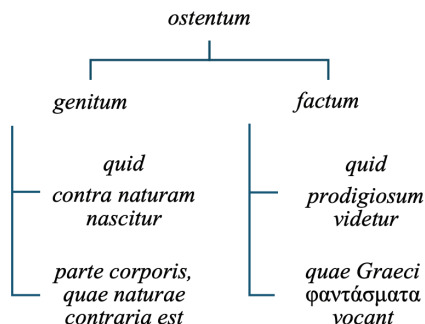 ostentum
genitum
factum
quid
contra naturam
nascitur
quid
prodigiosum
videtur
parte corporis,
quae naturae
contraria est
quae Graeci
φαντάσματα
vocant